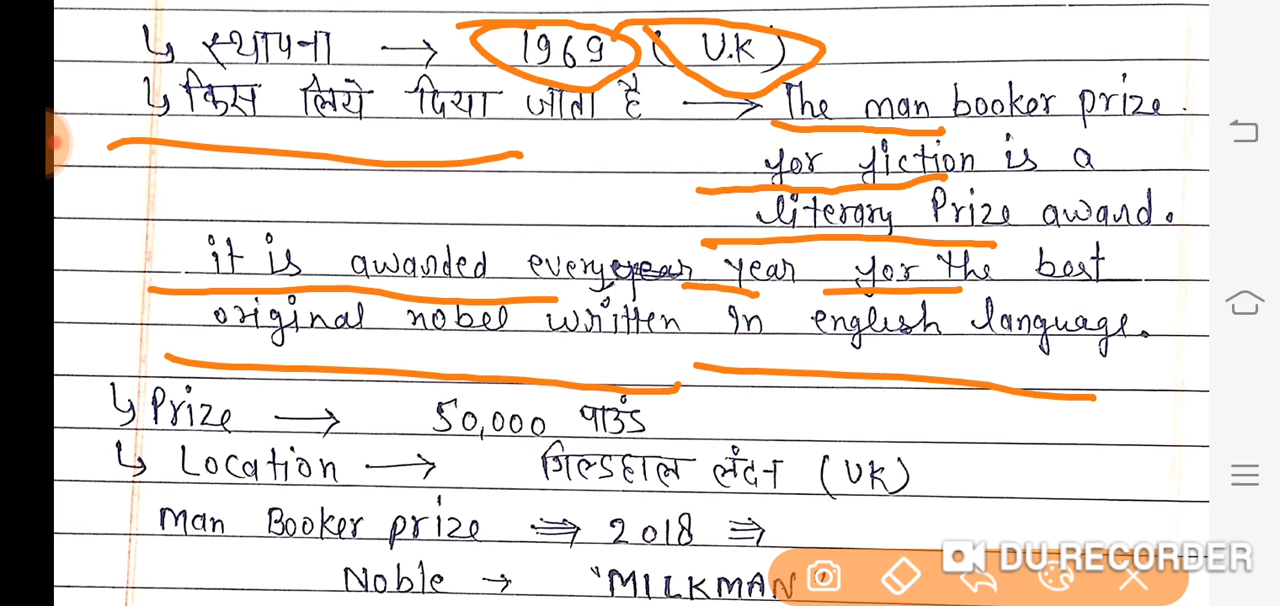 ↳ स्थापना → 1969 (U.K)
↳ किस लिये दिया जाता है → The man booker prize.
for fiction is a
literary Prize award.
it is awarded everyyear year for the best
original nobel written In english language.
↳ Prize → 50,000 पाउंड
↳ Location → गिल्डहाल लंदन (UK)
Man Booker prize ⇒ 2018 ⇒
Noble → "MILKMAN
DU RECORDER